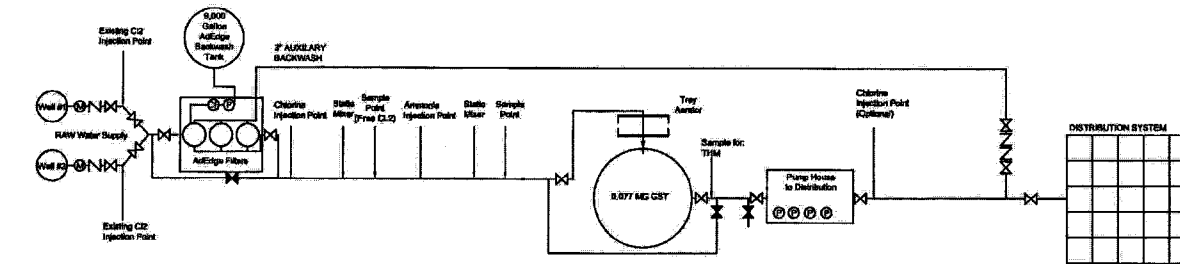 Existing Cl2
Injection Point
9,000
Gallon
AdEdge
Backwash
Tank
2" AUXILARY
BACKWASH
Well #1
M
RAW Water Supply
Well #2
M
Existing Cl2
Injection Point
P
AdEdge Filters
Chlorine
Injection Point
Static
Mixer
Sample
Point
(Free CL2)
Ammonia
Injection Point
Static
Mixer
Sample
Point
Tray
Aerator
0.077 MG GST
Sample for:
THM
Pump House
to Distribution
P P P P
Chlorine
Injection Point
(Optional)
DISTRIBUTION SYSTEM